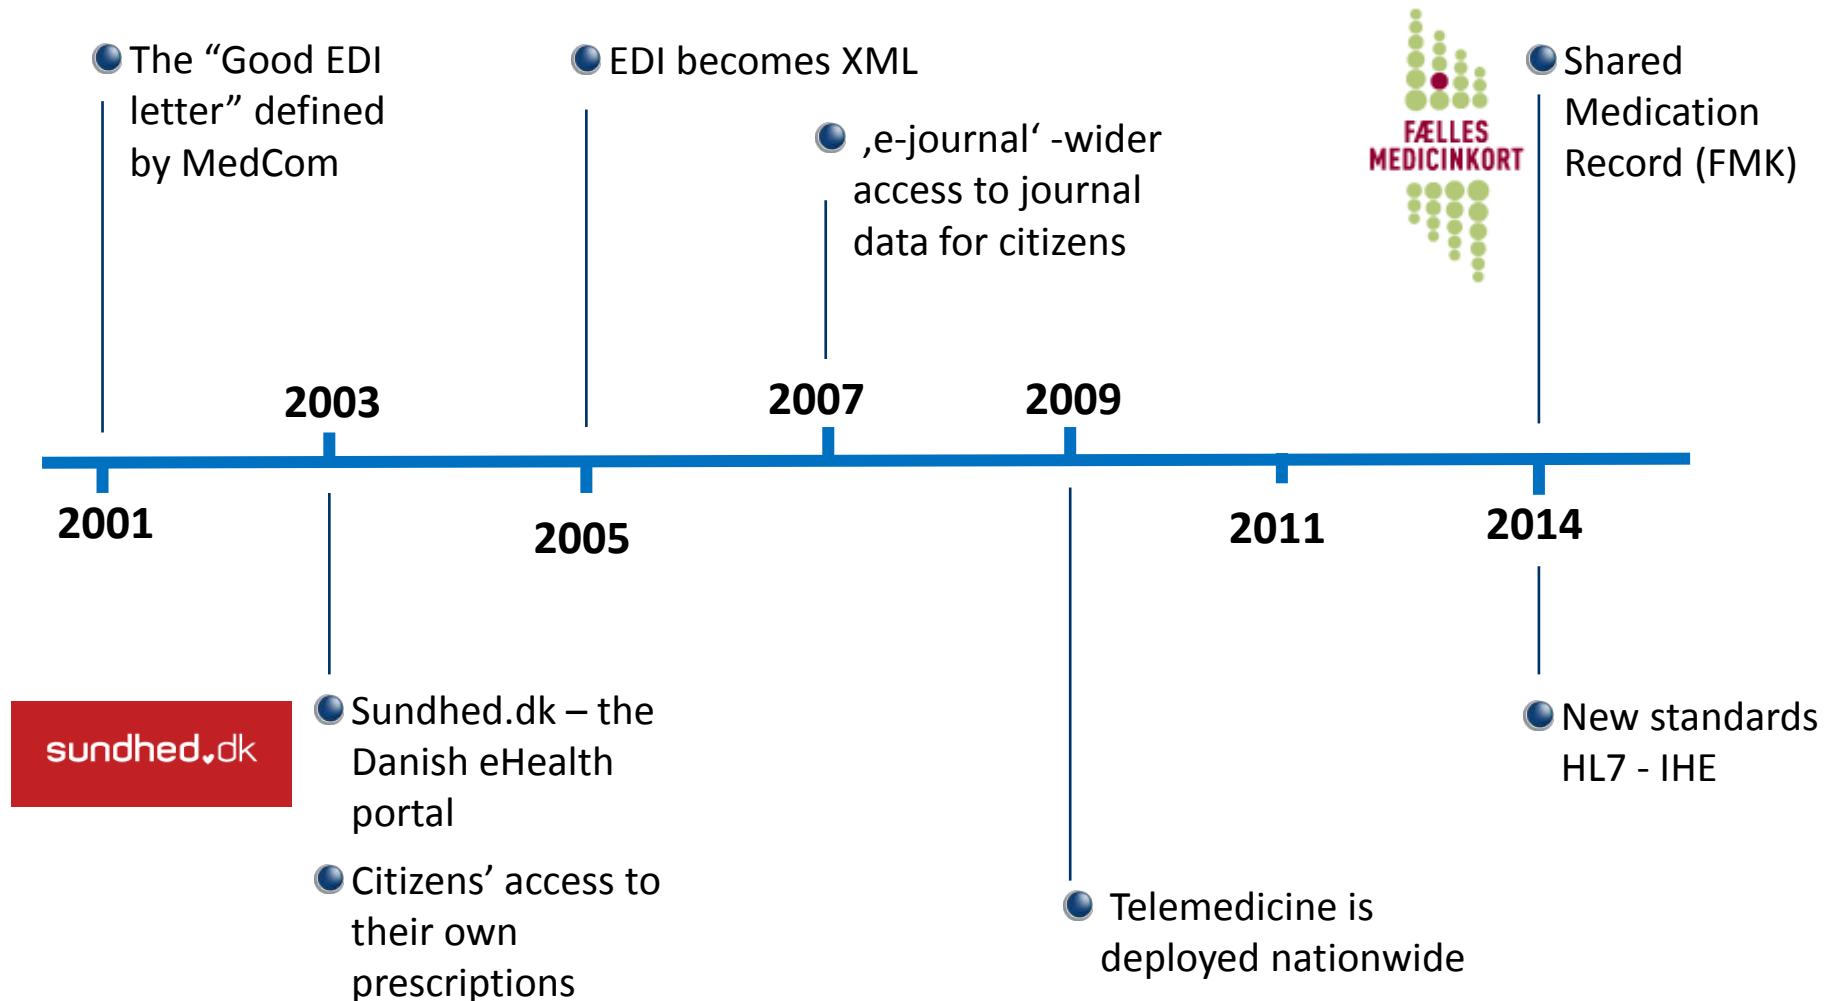 The “Good EDI
letter” defined
by MedCom
EDI becomes XML
‚e-journal‘ -wider
access to journal
data for citizens
FÆLLES
MEDICINKORT
Shared
Medication
Record (FMK)
2003
2007
2009
2001
2005
2011
2014
sundhed.dk
Sundhed.dk – the
Danish eHealth
portal
Citizens’ access to
their own
prescriptions
Telemedicine is
deployed nationwide
New standards
HL7 - IHE